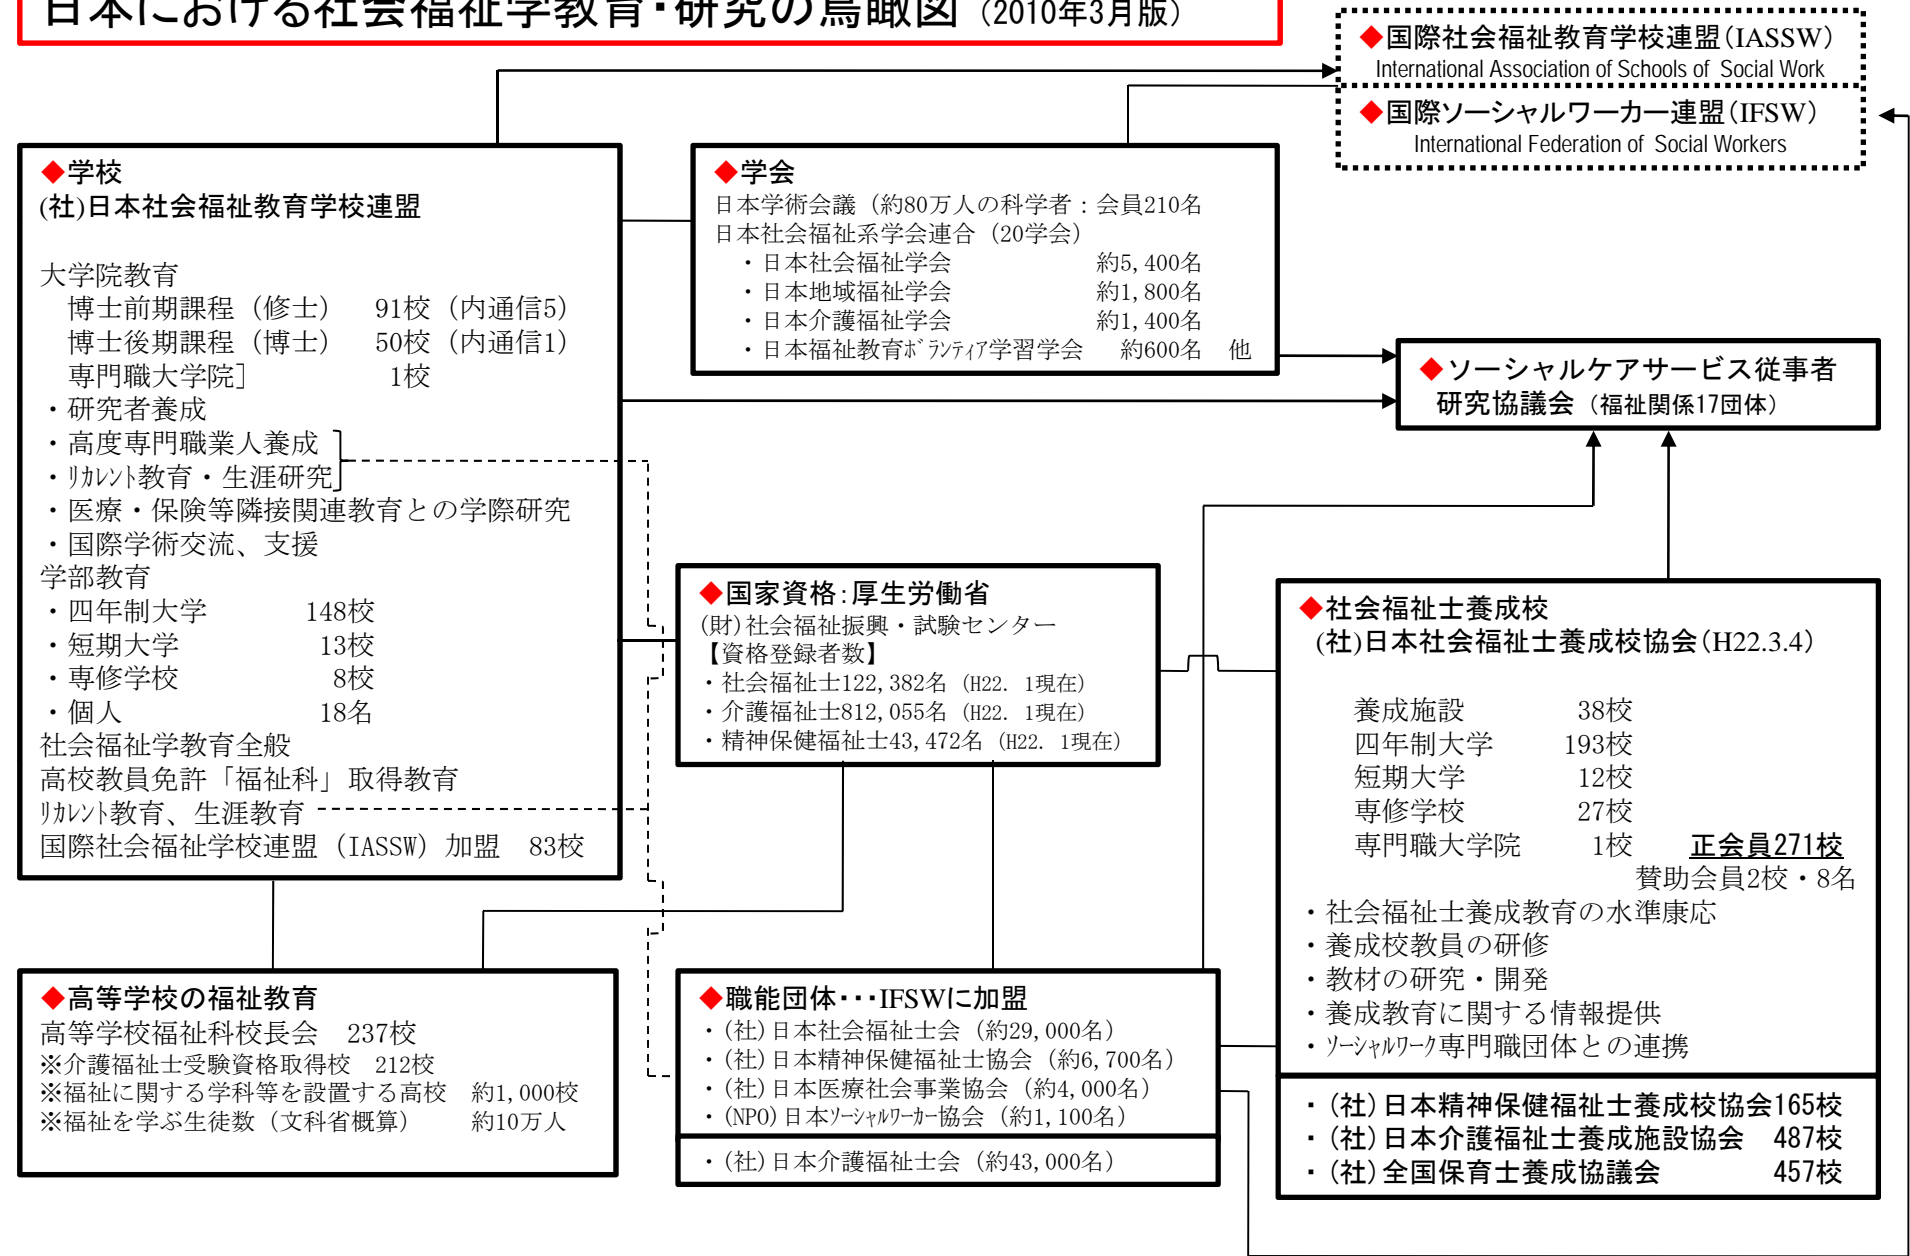 日本における社会福祉学教育・研究の鳥瞰図（2010年3月版）
◆国際社会福祉教育学校連盟（IASSW）
International Association of Schools of Social Work
◆国際ソーシャルワーカー連盟（IFSW）
International Federation of Social Workers
◆学校
(社)日本社会福祉教育学校連盟
大学院教育
博士前期課程（修士） 91校（内通信5）
博士後期課程（博士） 50校（内通信1）
専門職大学院］ 1校
・研究者養成
・高度専門職業人養成
・ﾘｶﾚﾝﾄ教育・生涯研究
・医療・保険等隣接関連教育との学際研究
・国際学術交流、支援
学部教育
・四年制大学 148校
・短期大学 13校
・専修学校 8校
・個人 18名
社会福祉学教育全般
高校教員免許「福祉科」取得教育
ﾘｶﾚﾝﾄ教育、生涯教育
国際社会福祉学校連盟（IASSW）加盟 83校
◆学会
日本学術会議（約80万人の科学者：会員210名
日本社会福祉系学会連合（20学会）
・日本社会福祉学会 約5,400名
・日本地域福祉学会 約1,800名
・日本介護福祉学会 約1,400名
・日本福祉教育ﾎﾞﾗﾝﾃｨｱ学習学会 約600名 他
◆ソーシャルケアサービス従事者
研究協議会（福祉関係17団体）
◆国家資格：厚生労働省
(財)社会福祉振興・試験センター
【資格登録者数】
・社会福祉士122,382名（H22. 1現在）
・介護福祉士812,055名（H22. 1現在）
・精神保健福祉士43,472名（H22. 1現在）
◆社会福祉士養成校
(社)日本社会福祉士養成校協会（H22.3.4）
養成施設 38校
四年制大学 193校
短期大学 12校
専修学校 27校
専門職大学院 1校 正会員271校
賛助会員2校・8名
・社会福祉士養成教育の水準康応
・養成校教員の研修
・教材の研究・開発
・養成教育に関する情報提供
・ｿｰｼｬﾙﾜｰｸ専門職団体との連携
・(社)日本精神保健福祉士養成校協会165校
・(社)日本介護福祉士養成施設協会 487校
・(社)全国保育士養成協議会 457校
◆高等学校の福祉教育
高等学校福祉科校長会 237校
※介護福祉士受験資格取得校 212校
※福祉に関する学科等を設置する高校 約1,000校
※福祉を学ぶ生徒数（文科省概算） 約10万人
◆職能団体・・・IFSWに加盟
・(社)日本社会福祉士会（約29,000名）
・(社)日本精神保健福祉士協会（約6,700名）
・(社)日本医療社会事業協会（約4,000名）
・(NPO)日本ｿｰｼｬﾙﾜｰｶｰ協会（約1,100名）
・(社)日本介護福祉士会（約43,000名）